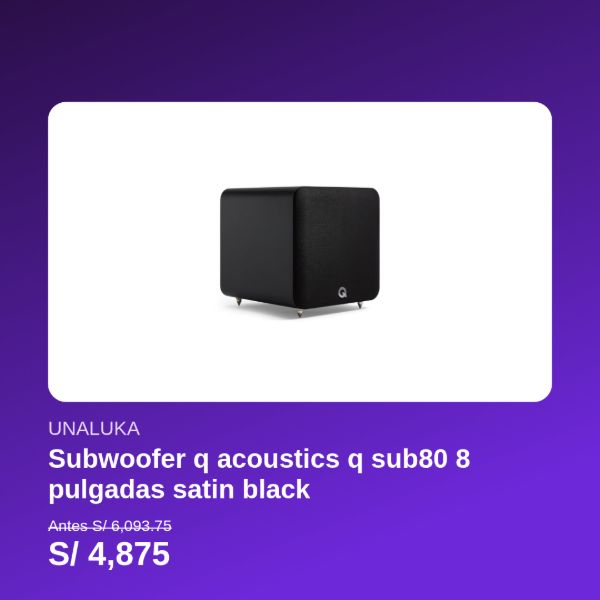 Q
UNALUKA
Subwoofer q acoustics q sub80 8
pulgadas satin black
Antes S/ 6,093.75
S/ 4,875